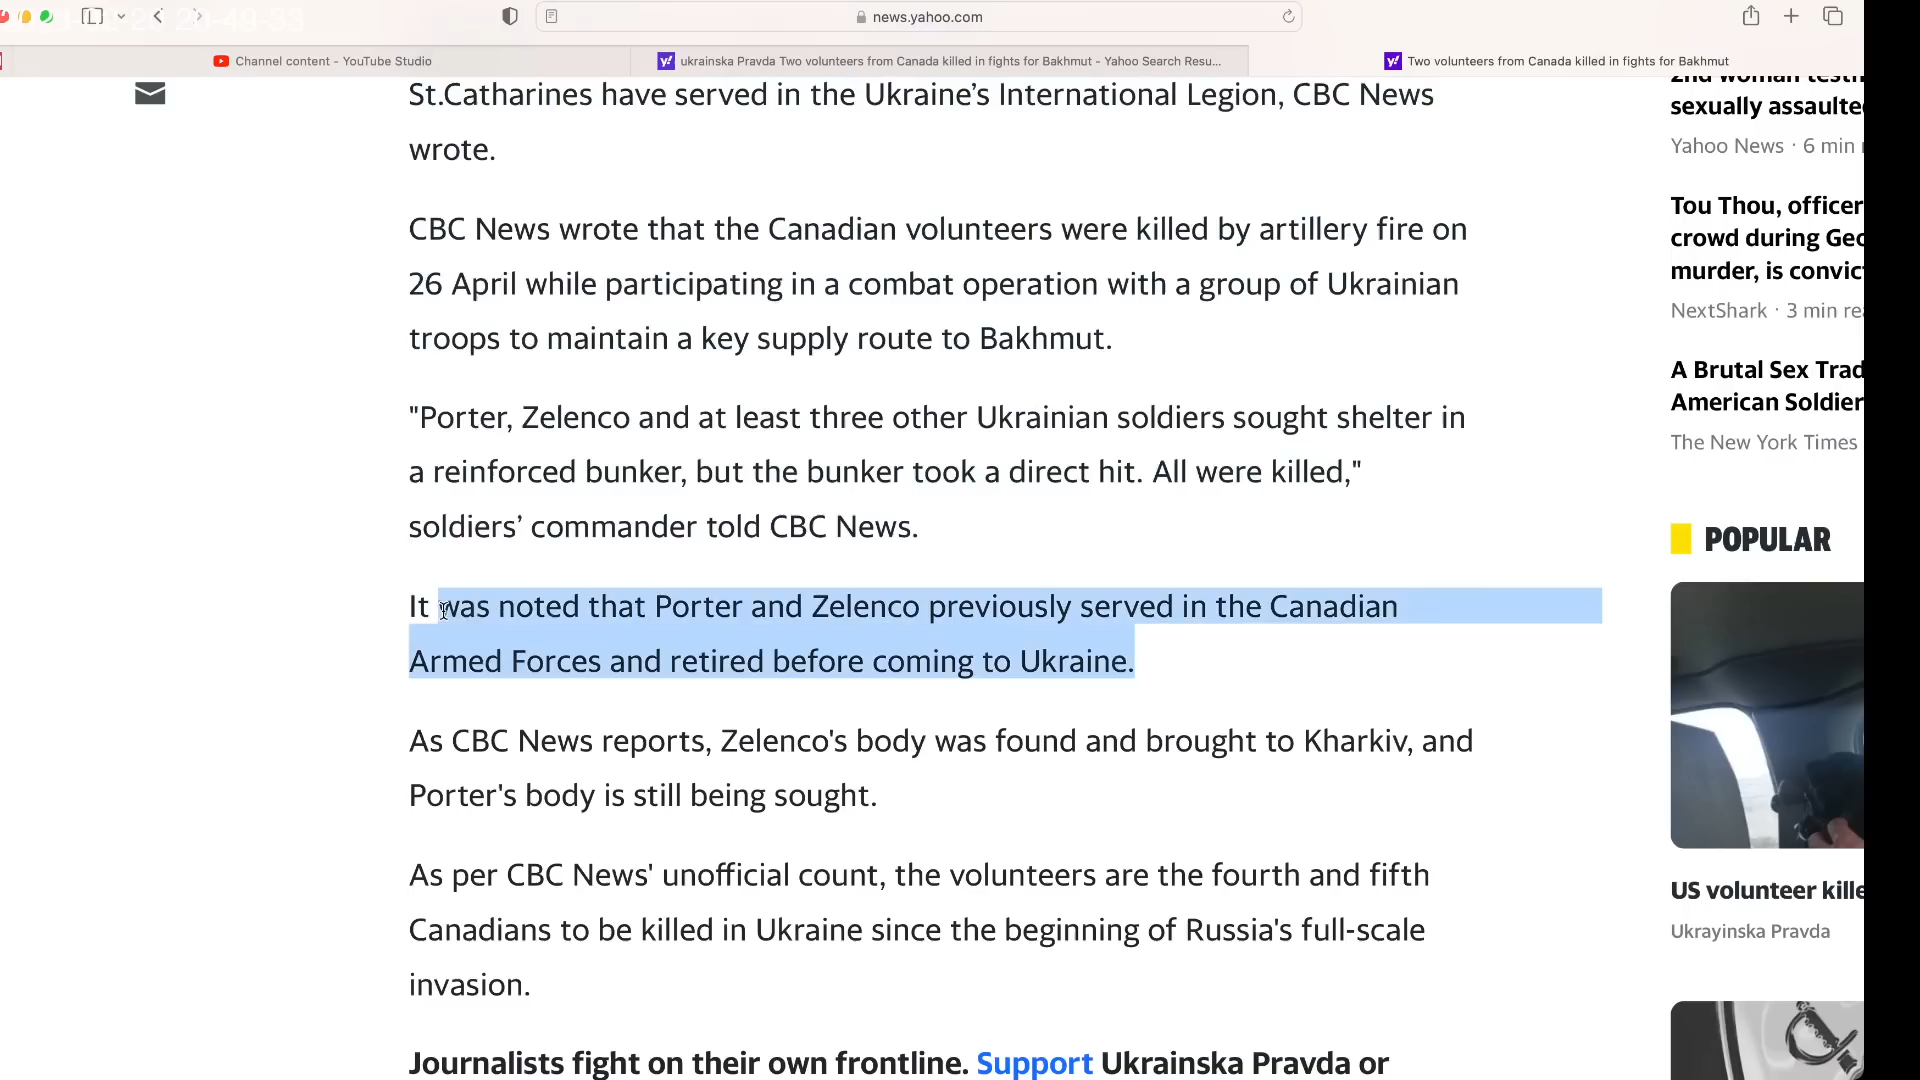 news.yahoo.com
Channel content - YouTube Studio
ukrainska Pravda Two volunteers from Canada killed in fights for Bakhmut - Yahoo Search Resu...
Two volunteers from Canada killed in fights for Bakhmut
St.Catharines have served in the Ukraine’s International Legion, CBC News
wrote.
CBC News wrote that the Canadian volunteers were killed by artillery fire on
26 April while participating in a combat operation with a group of Ukrainian
troops to maintain a key supply route to Bakhmut.
"Porter, Zelenco and at least three other Ukrainian soldiers sought shelter in
a reinforced bunker, but the bunker took a direct hit. All were killed,"
soldiers’ commander told CBC News.
It was noted that Porter and Zelenco previously served in the Canadian
Armed Forces and retired before coming to Ukraine.
As CBC News reports, Zelenco's body was found and brought to Kharkiv, and
Porter's body is still being sought.
As per CBC News' unofficial count, the volunteers are the fourth and fifth
Canadians to be killed in Ukraine since the beginning of Russia's full-scale
invasion.
Journalists fight on their own frontline. Support Ukrainska Pravda or
2nd woman
sexually assaulte
Yahoo News · 6 min
Tou Thou, officer
crowd during Geo
murder, is convic
NextShark · 3 min re
A Brutal Sex Trad
American Soldier
The New York Times
POPULAR
US volunteer kille
Ukrayinska Pravda